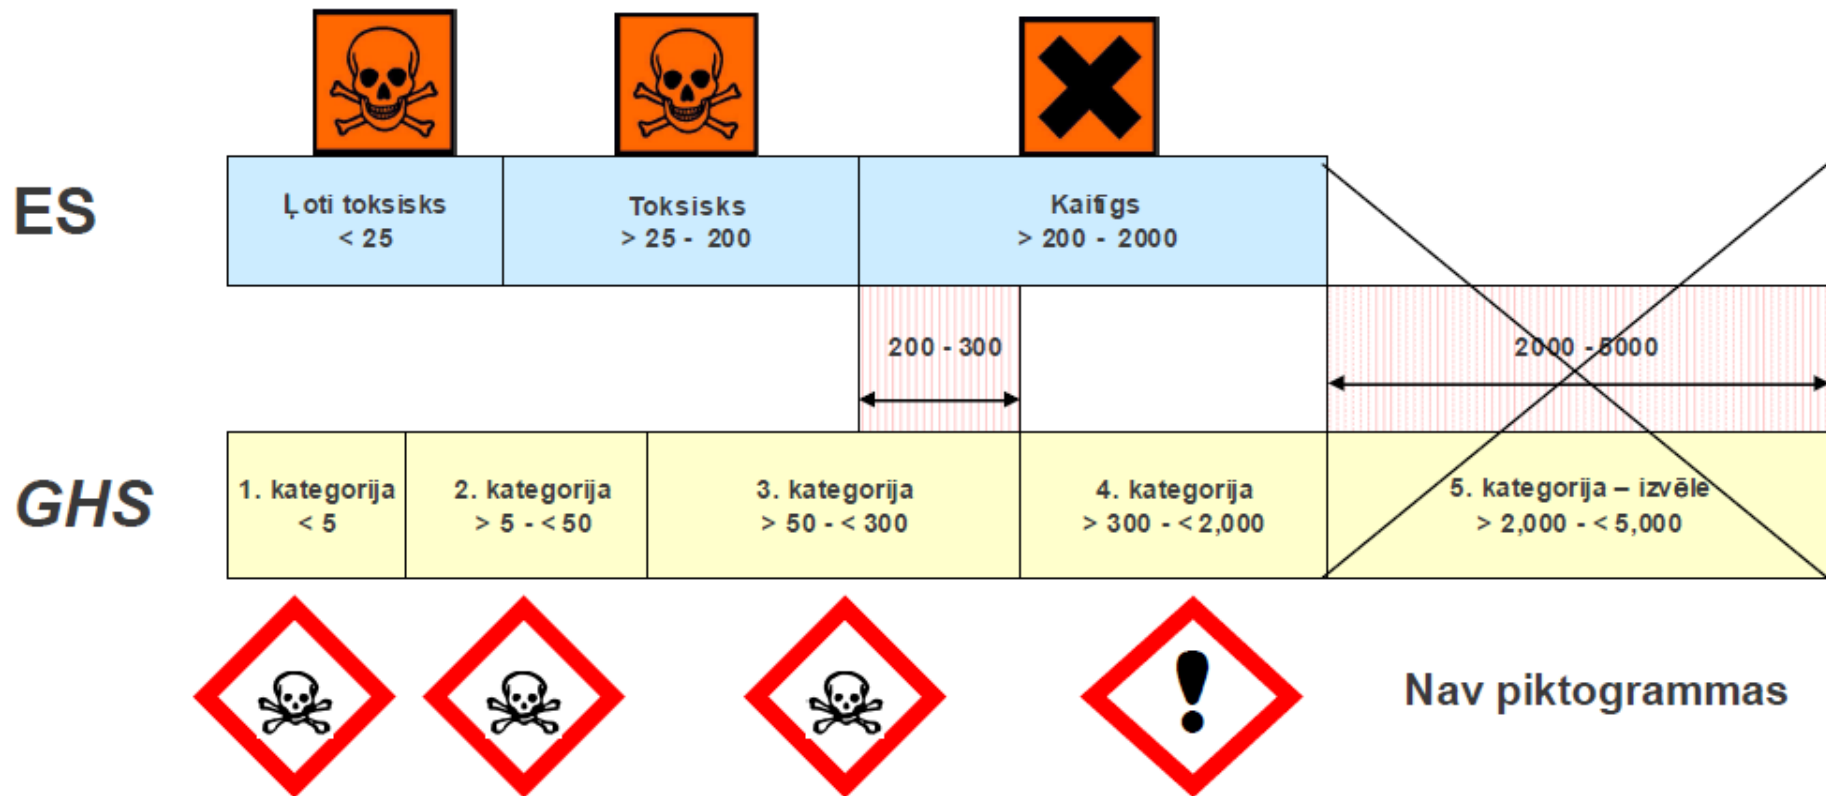 ES
Ļoti toksisks
< 25
Toksisks
> 25 - 200
Kaitīgs
> 200 - 2000
200 - 300
2000 - 5000
GHS
1. kategorija
< 5
2. kategorija
> 5 - < 50
3. kategorija
> 50 - < 300
4. kategorija
> 300 - < 2,000
5. kategorija – izvēle
> 2,000 - < 5,000
Nav piktogrammas